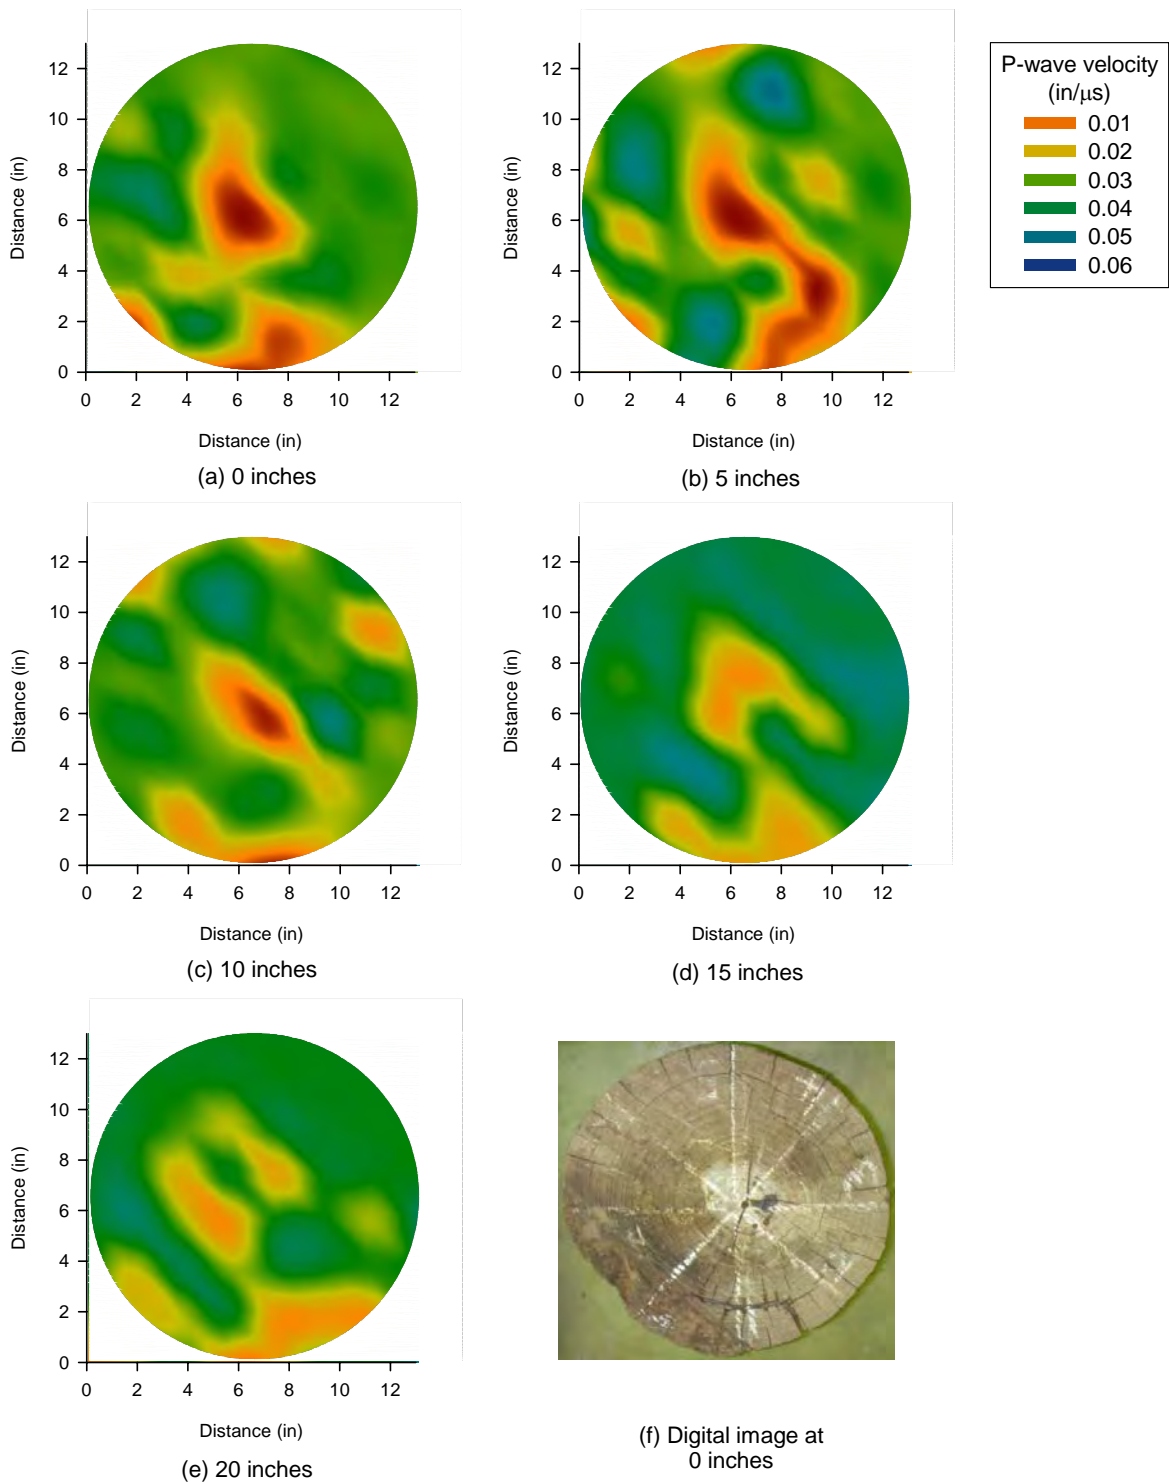 P-wave velocity
(in/μs)
0.01
0.02
0.03
0.04
0.05
0.06
12
10
8
6
4
2
0
Distance (in)
0 2 4 6 8 10 12
Distance (in)
(a) 0 inches
12
10
8
6
4
2
0
Distance (in)
0 2 4 6 8 10 12
Distance (in)
(b) 5 inches
12
10
8
6
4
2
0
Distance (in)
0 2 4 6 8 10 12
Distance (in)
(c) 10 inches
12
10
8
6
4
2
0
Distance (in)
0 2 4 6 8 10 12
Distance (in)
(d) 15 inches
12
10
8
6
4
2
0
Distance (in)
0 2 4 6 8 10 12
Distance (in)
(e) 20 inches
(f) Digital image at
0 inches